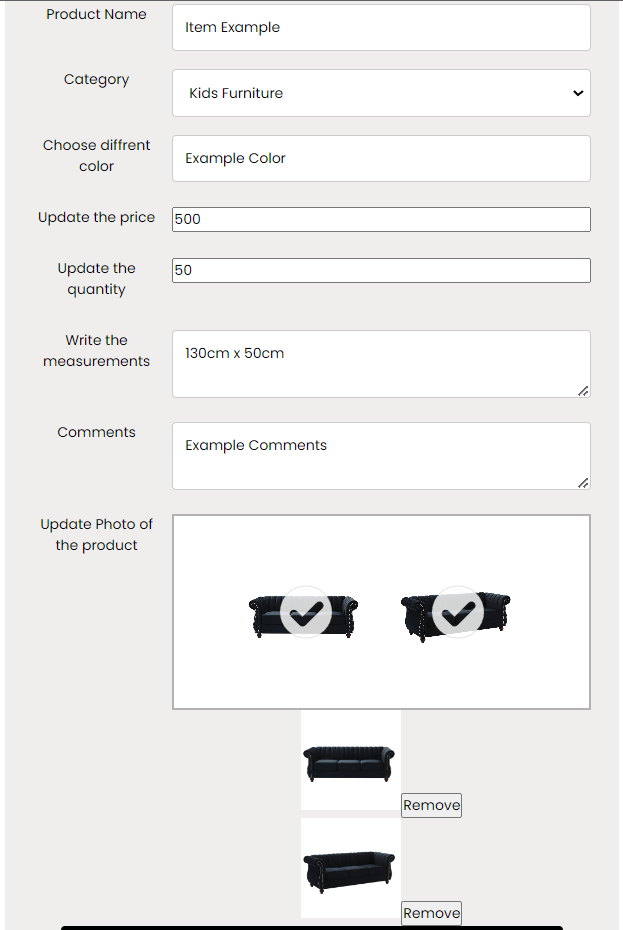 Product Name
Item Example
Category
Kids Furniture
Choose diffrent
color
Example Color
Update the price
500
Update the
quantity
50
Write the
measurements
130cm x 50cm
Comments
Example Comments
Update Photo of
the product
Remove
Remove